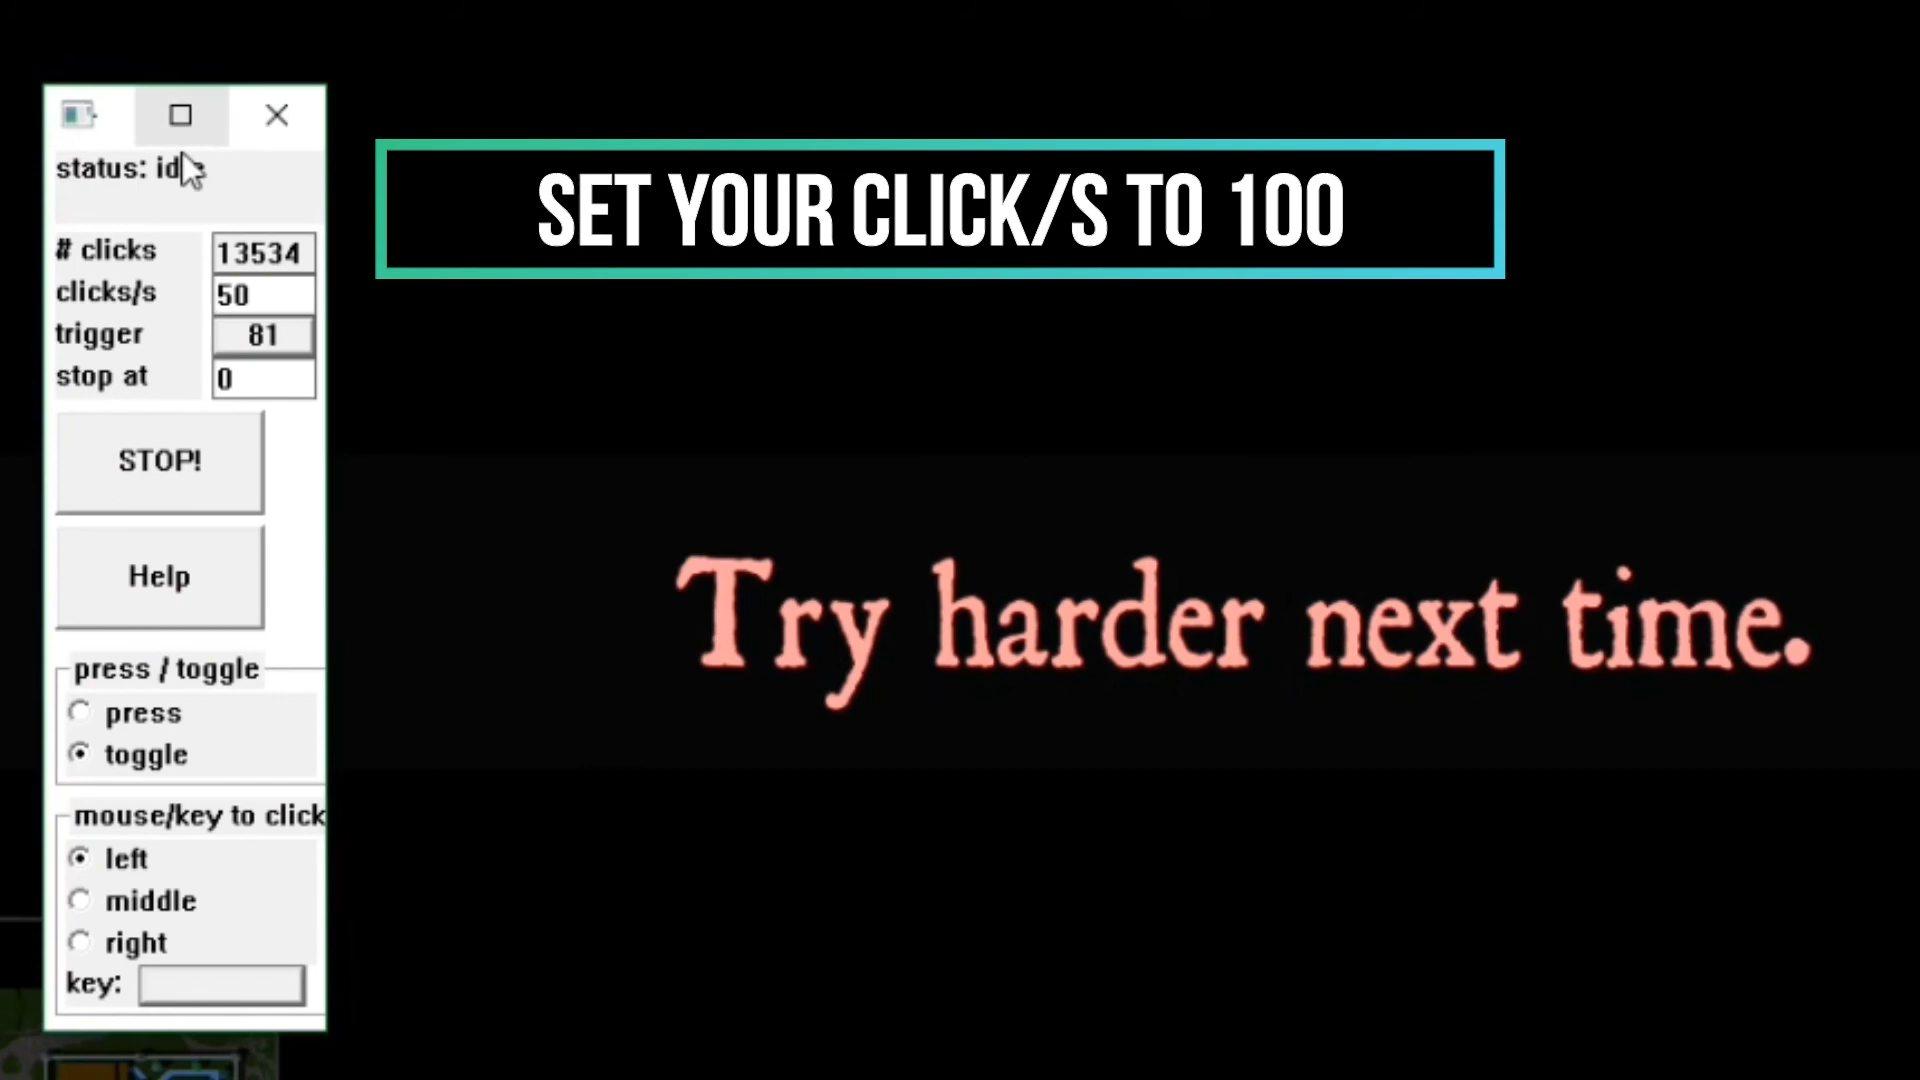 status: idle
SET YOUR CLICK/S TO 100
# clicks 13534
clicks/s 50
trigger 81
stop at 0
STOP!
Help
press / toggle
press
toggle
mouse/key to click
left
middle
right
key:
Try harder next time.